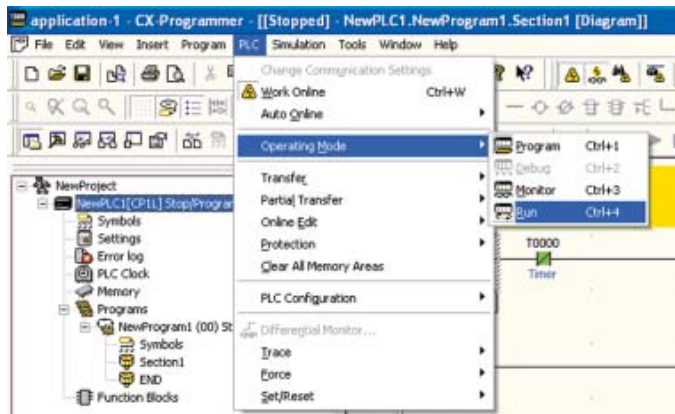 application-1 - CX-Programmer - [[Stopped] - NewPLC1.NewProgram1.Section1 [Diagram]]
File Edit View Insert Program PLC Simulation Tools Window Help
Change Communication Settings
Work Online Ctrl+W
Auto Online
Operating Mode
Program Ctrl+1
Debug Ctrl+2
Monitor Ctrl+3
Run Ctrl+4
Transfer
Partial Transfer
Online Edit
Protection
Clear All Memory Areas
PLC Configuration
Differential Monitor...
Trace
Force
Set/Reset
NewProject
NewPLC1[CP1L] Stop/Program
Symbols
Settings
Error log
PLC Clock
Memory
Programs
NewProgram1 (00) St
Symbols
Section1
END
Function Blocks
T0000
Timer